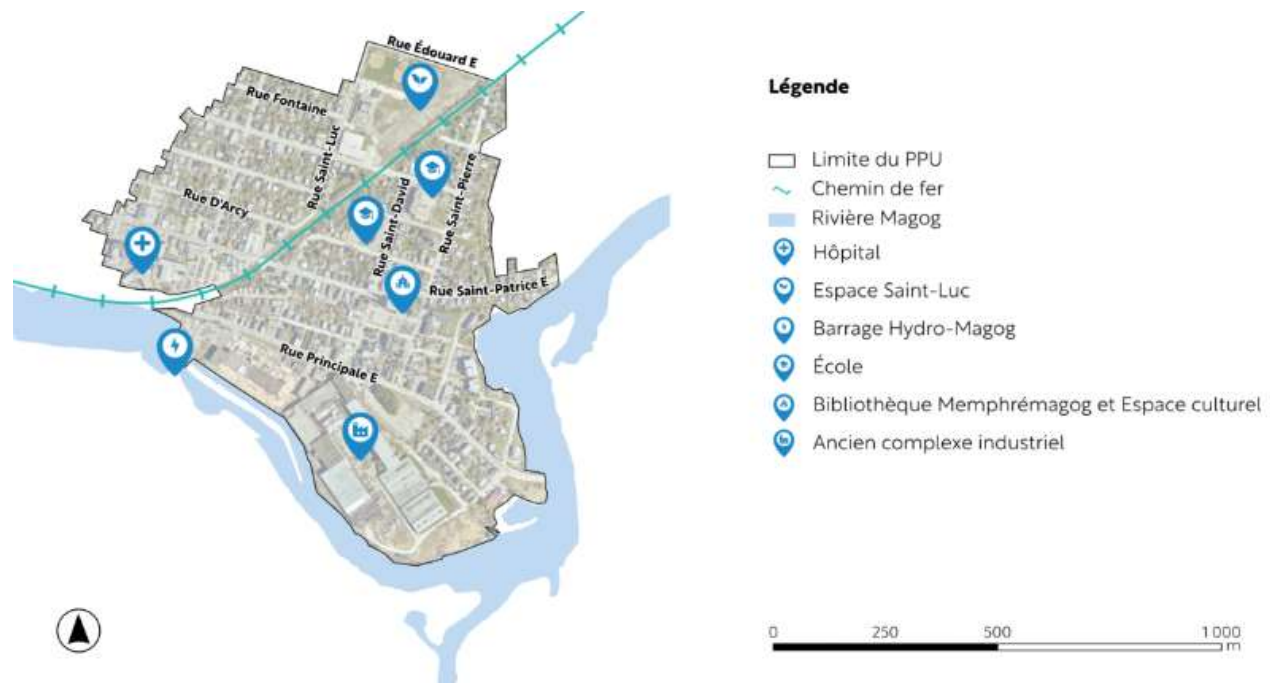 Rue Édouard E
Rue Fontaine
Rue Saint-Luc
Rue D'Arcy
Rue Saint-David
Rue Saint-Pierre
Rue Saint-Patrice E
Rue Principale E
Légende
Limite du PPU
Chemin de fer
Rivière Magog
Hôpital
Espace Saint-Luc
Barrage Hydro-Magog
École
Bibliothèque Memphrémagog et Espace culturel
Ancien complexe industriel
0 250 500 1 000
m